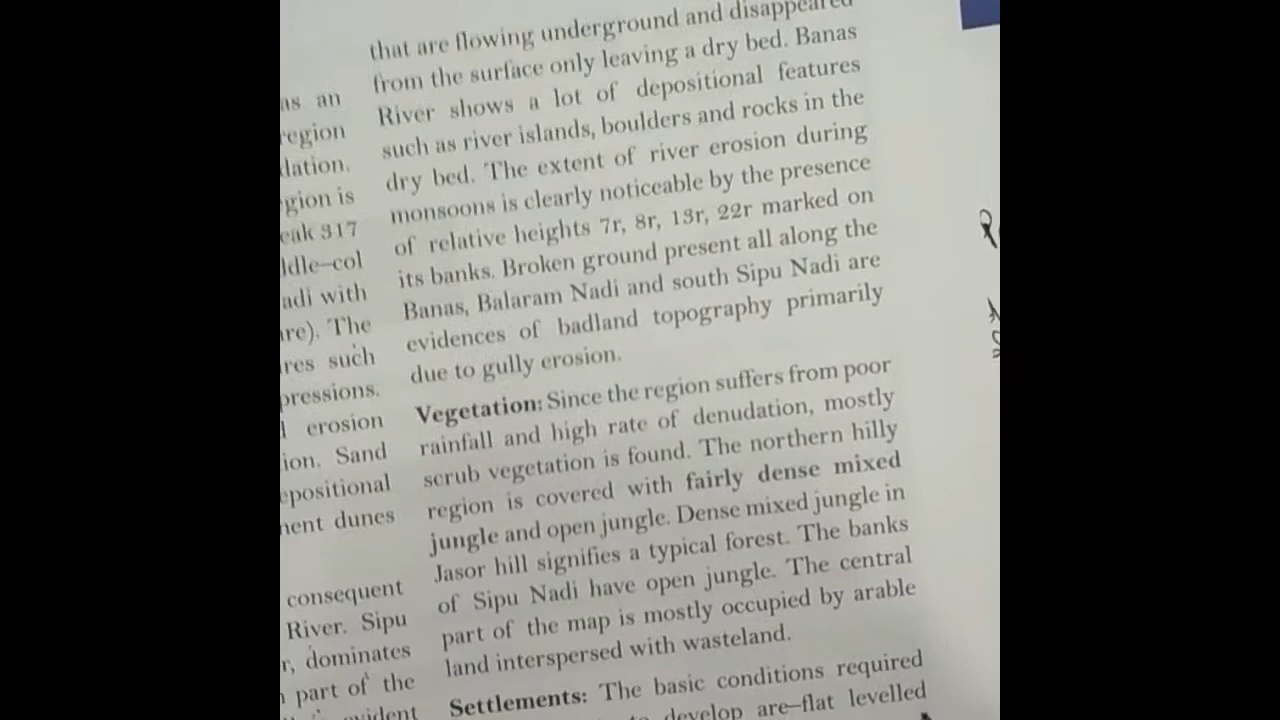 as an
region
dation.
gion is
eak 317
ldle–col
adi with
are). The
res such
pressions.
l erosion
ion. Sand
epositional
nent dunes
consequent
River. Sipu
r, dominates
part of the
evident
that are flowing underground and disappeared
from the surface only leaving a dry bed. Banas
River shows a lot of depositional features
such as river islands, boulders and rocks in the
dry bed. The extent of river erosion during
monsoons is clearly noticeable by the presence
of relative heights 7r, 8r, 13r, 22r marked on
its banks. Broken ground present all along the
Banas, Balaram Nadi and south Sipu Nadi are
evidences of badland topography primarily
due to gully erosion.
Vegetation: Since the region suffers from poor
rainfall and high rate of denudation, mostly
scrub vegetation is found. The northern hilly
region is covered with fairly dense mixed
jungle and open jungle. Dense mixed jungle in
Jasor hill signifies a typical forest. The banks
of Sipu Nadi have open jungle. The central
part of the map is mostly occupied by arable
land interspersed with wasteland.
Settlements: The basic conditions required
to develop are–flat levelled